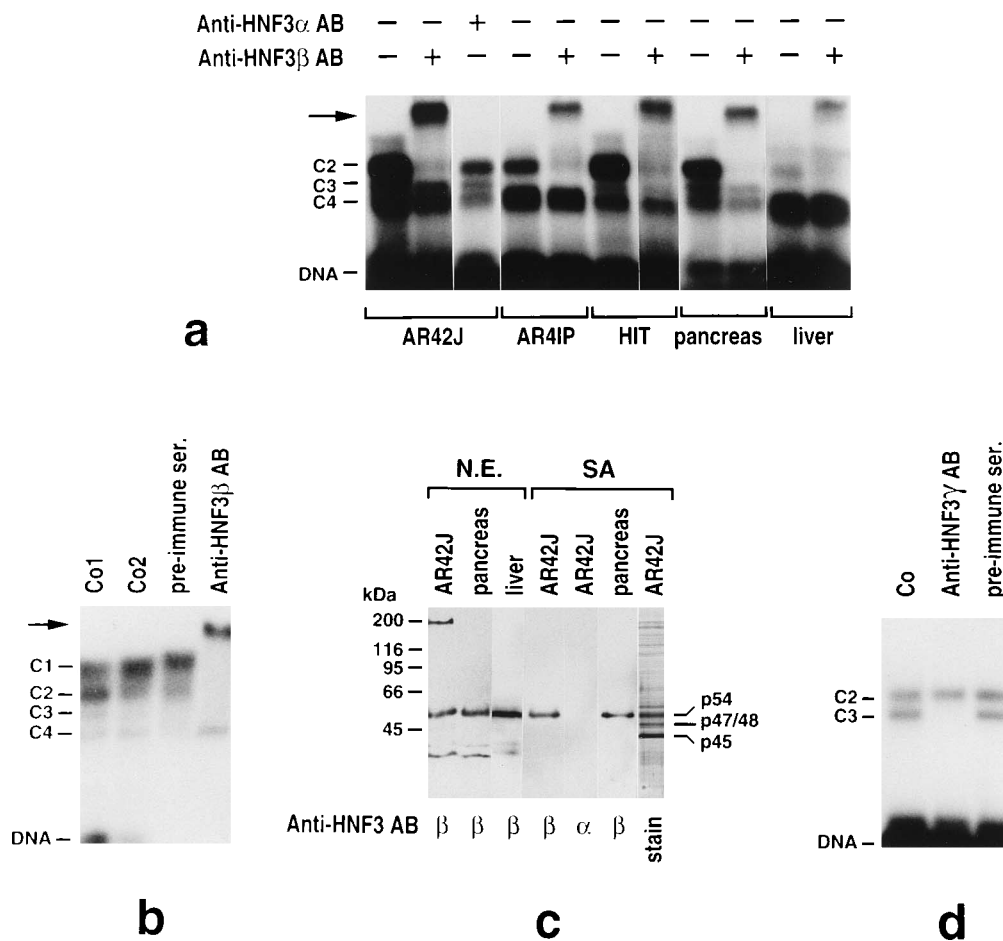 Anti-HNF3α AB − − + − − − − − − − −
Anti-HNF3β AB − + − − + − + − + − +
C2
C3
C4
DNA
AR42J AR4IP HIT pancreas liver
a
Co1 Co2 pre-immune ser. Anti-HNF3β AB
C1
C2
C3
C4
DNA
b
N.E. SA
AR42J pancreas liver AR42J AR42J pancreas AR42J
kDa
200
116
95
66
45
p54
p47/48
p45
Anti-HNF3 AB β β β β α β stain
c
Co Anti-HNF3γ AB pre-immune ser.
C2
C3
DNA
d